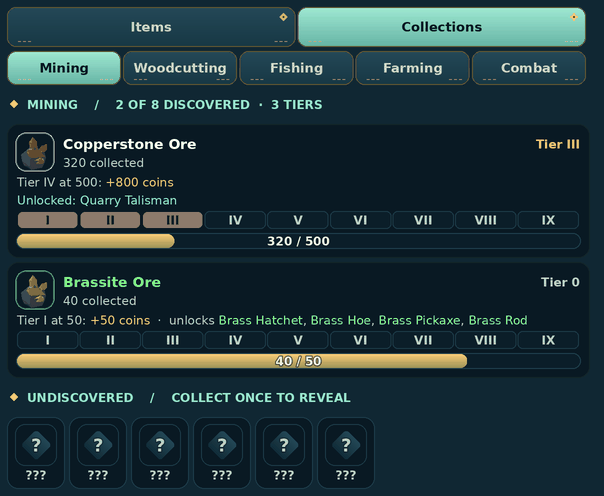 Items
Collections
Mining
Woodcutting
Fishing
Farming
Combat
MINING / 2 OF 8 DISCOVERED · 3 TIERS
Copperstone Ore
Tier III
320 collected
Tier IV at 500: +800 coins
Unlocked: Quarry Talisman
I II III IV V VI VII VIII IX
320 / 500
Brassite Ore
Tier 0
40 collected
Tier I at 50: +50 coins · unlocks Brass Hatchet, Brass Hoe, Brass Pickaxe, Brass Rod
I II III IV V VI VII VIII IX
40 / 50
UNDISCOVERED / COLLECT ONCE TO REVEAL
? ? ? ? ? ?
??? ??? ??? ??? ??? ???